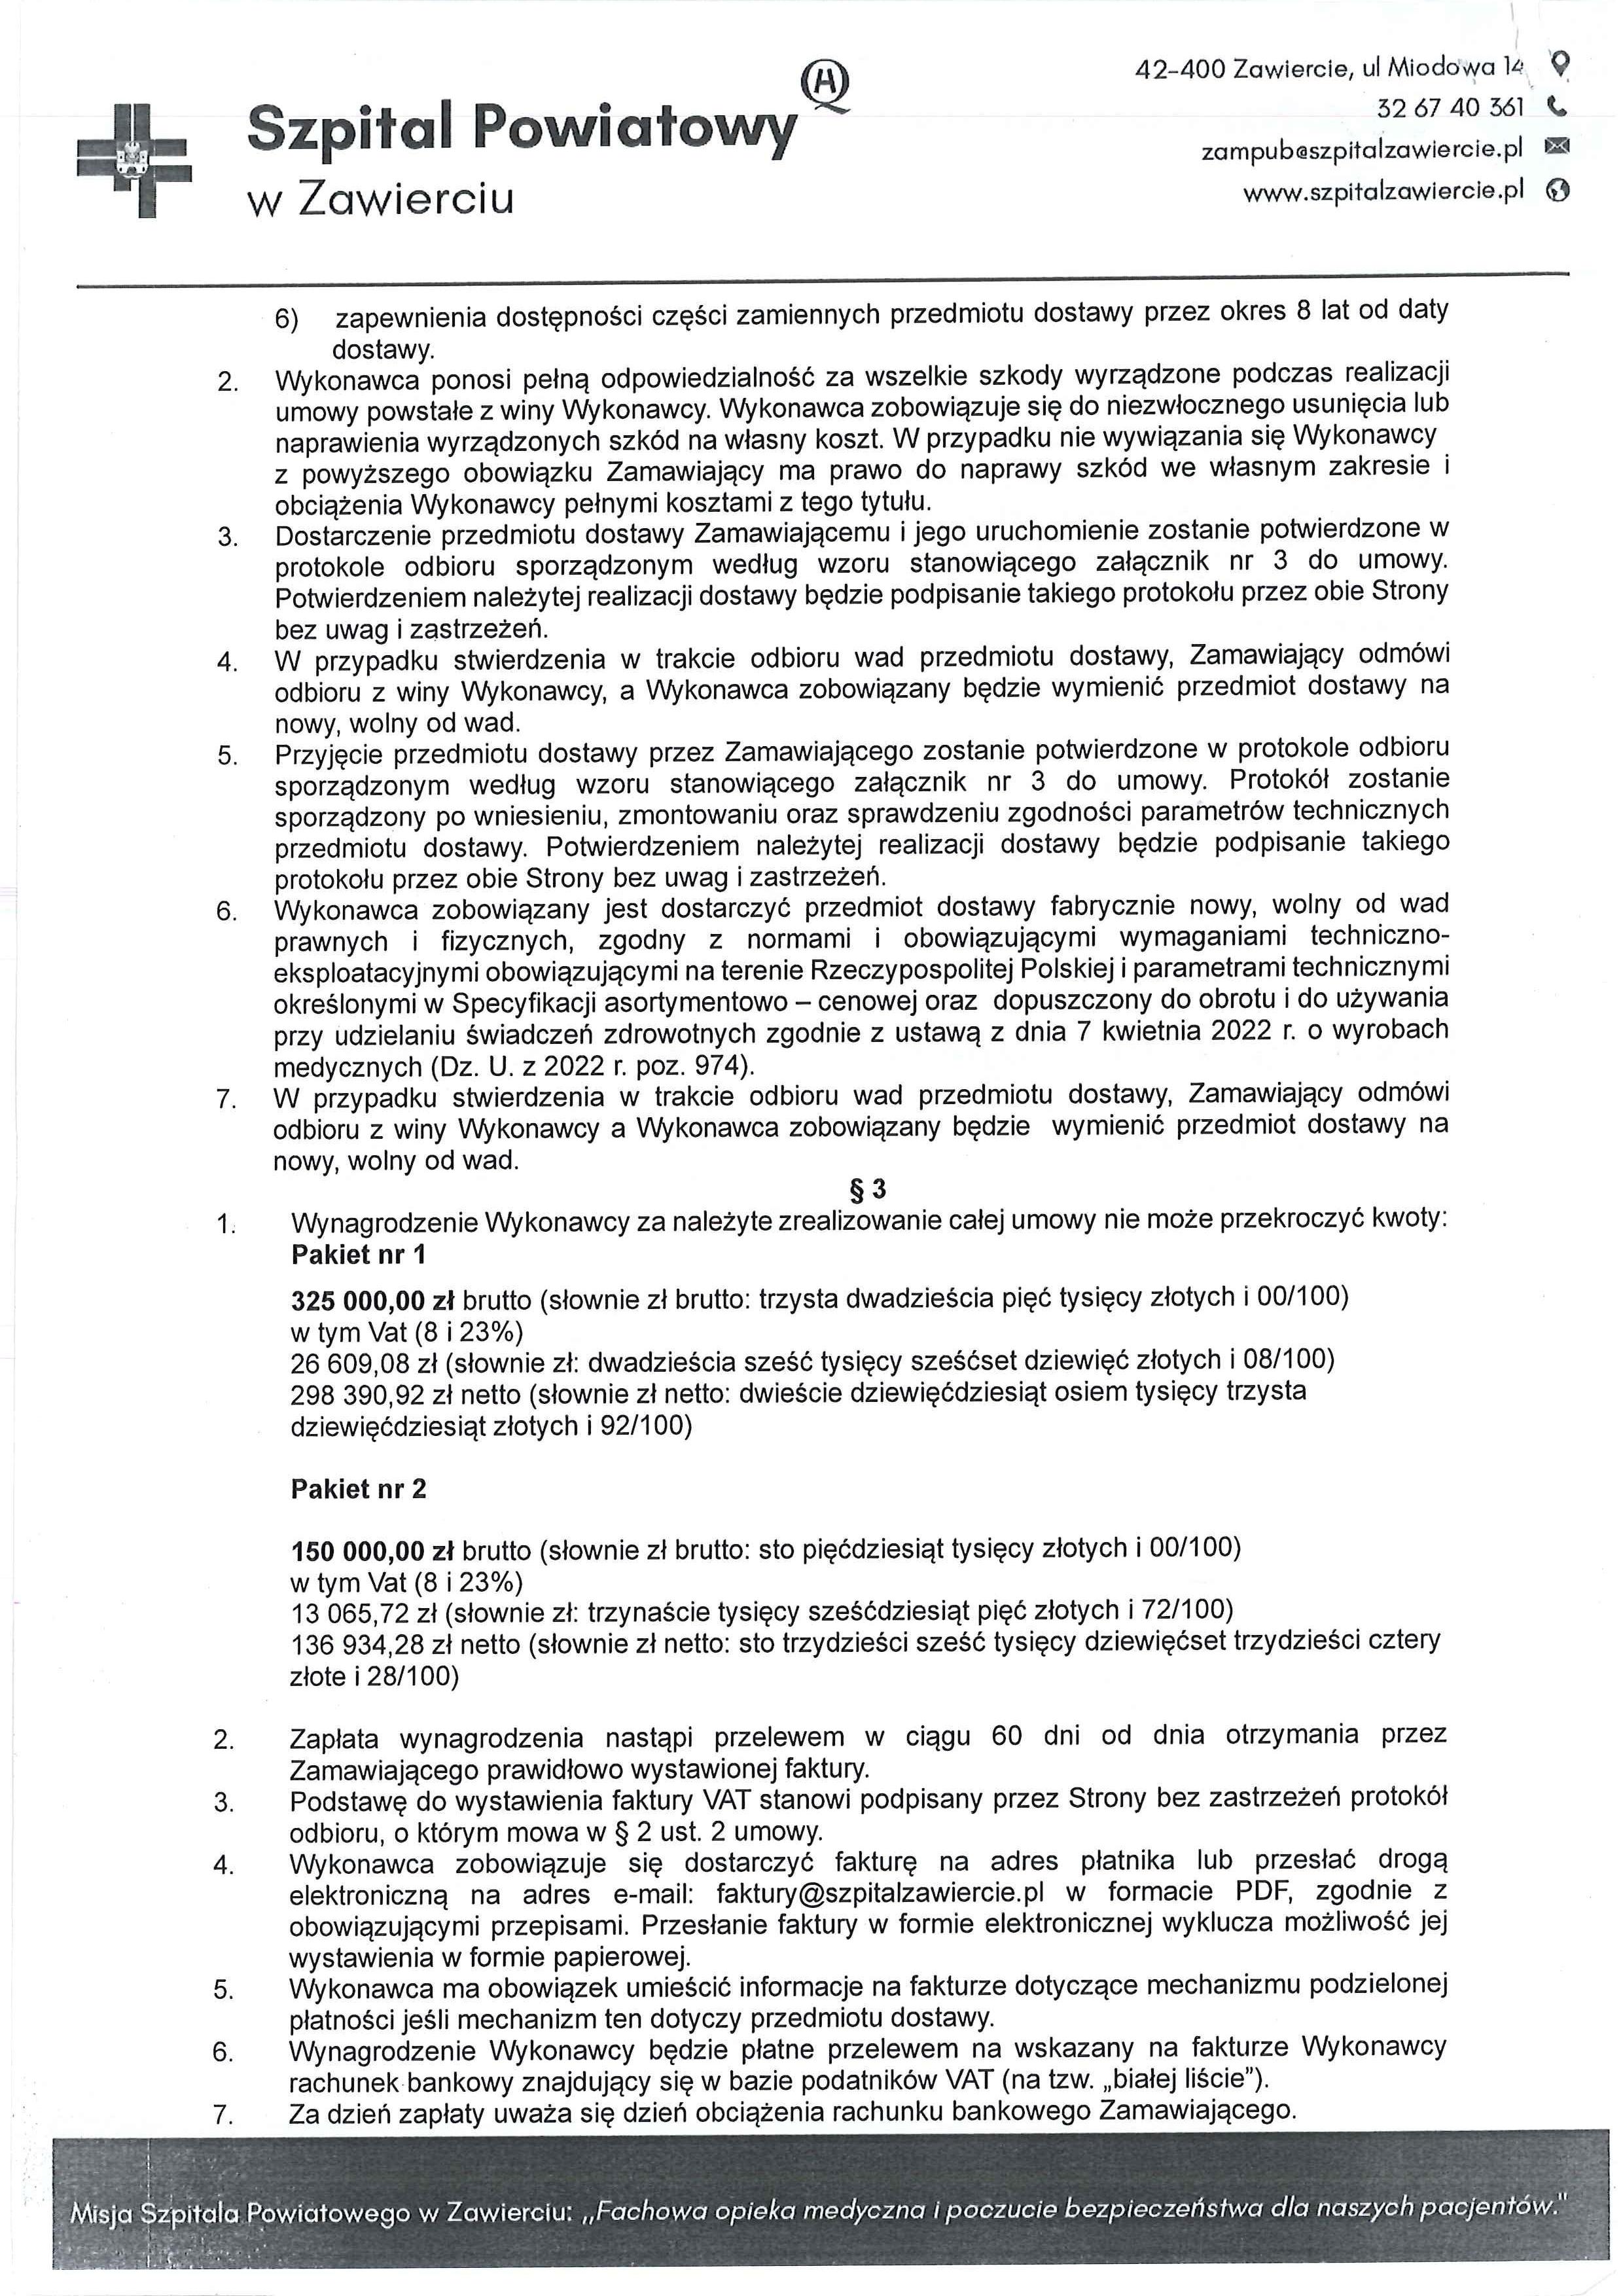 42-400 Zawiercie, ul Miodowa 14
32 67 40 361
zampub@szpitalzawiercie.pl
www.szpitalzawiercie.pl
Szpital Powiatowy
w Zawierciu
6) zapewnienia dostępności części zamiennych przedmiotu dostawy przez okres 8 lat od daty
dostawy.
2. Wykonawca ponosi pełną odpowiedzialność za wszelkie szkody wyrządzone podczas realizacji
umowy powstałe z winy Wykonawcy. Wykonawca zobowiązuje się do niezwłocznego usunięcia lub
naprawienia wyrządzonych szkód na własny koszt. W przypadku nie wywiązania się Wykonawcy
z powyższego obowiązku Zamawiający ma prawo do naprawy szkód we własnym zakresie i
obciążenia Wykonawcy pełnymi kosztami z tego tytułu.
3. Dostarczenie przedmiotu dostawy Zamawiającemu i jego uruchomienie zostanie potwierdzone w
protokole odbioru sporządzonym według wzoru stanowiącego załącznik nr 3 do umowy.
Potwierdzeniem należytej realizacji dostawy będzie podpisanie takiego protokołu przez obie Strony
bez uwag i zastrzeżeń.
4. W przypadku stwierdzenia w trakcie odbioru wad przedmiotu dostawy, Zamawiający odmówi
odbioru z winy Wykonawcy, a Wykonawca zobowiązany będzie wymienić przedmiot dostawy na
nowy, wolny od wad.
5. Przyjęcie przedmiotu dostawy przez Zamawiającego zostanie potwierdzone w protokole odbioru
sporządzonym według wzoru stanowiącego załącznik nr 3 do umowy. Protokół zostanie
sporządzony po wniesieniu, zmontowaniu oraz sprawdzeniu zgodności parametrów technicznych
przedmiotu dostawy. Potwierdzeniem należytej realizacji dostawy będzie podpisanie takiego
protokołu przez obie Strony bez uwag i zastrzeżeń.
6. Wykonawca zobowiązany jest dostarczyć przedmiot dostawy fabrycznie nowy, wolny od wad
prawnych i fizycznych, zgodny z normami i obowiązującymi wymaganiami techniczno-
eksploatacyjnymi obowiązującymi na terenie Rzeczypospolitej Polskiej i parametrami technicznymi
określonymi w Specyfikacji asortymentowo – cenowej oraz dopuszczony do obrotu i do używania
przy udzielaniu świadczeń zdrowotnych zgodnie z ustawą z dnia 7 kwietnia 2022 r. o wyrobach
medycznych (Dz. U. z 2022 r. poz. 974).
7. W przypadku stwierdzenia w trakcie odbioru wad przedmiotu dostawy, Zamawiający odmówi
odbioru z winy Wykonawcy a Wykonawca zobowiązany będzie wymienić przedmiot dostawy na
nowy, wolny od wad.
§ 3
1. Wynagrodzenie Wykonawcy za należyte zrealizowanie całej umowy nie może przekroczyć kwoty:
Pakiet nr 1
325 000,00 zł brutto (słownie zł brutto: trzysta dwadzieścia pięć tysięcy złotych i 00/100)
w tym Vat (8 i 23%)
26 609,08 zł (słownie zł: dwadzieścia sześć tysięcy sześćset dziewięć złotych i 08/100)
298 390,92 zł netto (słownie zł netto: dwieście dziewięćdziesiąt osiem tysięcy trzysta
dziewięćdziesiąt złotych i 92/100)
Pakiet nr 2
150 000,00 zł brutto (słownie zł brutto: sto pięćdziesiąt tysięcy złotych i 00/100)
w tym Vat (8 i 23%)
13 065,72 zł (słownie zł: trzynaście tysięcy sześćdziesiąt pięć złotych i 72/100)
136 934,28 zł netto (słownie zł netto: sto trzydzieści sześć tysięcy dziewięćset trzydzieści cztery
złote i 28/100)
2. Zapłata wynagrodzenia nastąpi przelewem w ciągu 60 dni od dnia otrzymania przez
Zamawiającego prawidłowo wystawionej faktury.
3. Podstawę do wystawienia faktury VAT stanowi podpisany przez Strony bez zastrzeżeń protokół
odbioru, o którym mowa w § 2 ust. 2 umowy.
4. Wykonawca zobowiązuje się dostarczyć fakturę na adres płatnika lub przesłać drogą
elektroniczną na adres e-mail: faktury@szpitalzawiercie.pl w formacie PDF, zgodnie z
obowiązującymi przepisami. Przesłanie faktury w formie elektronicznej wyklucza możliwość jej
wystawienia w formie papierowej.
5. Wykonawca ma obowiązek umieścić informacje na fakturze dotyczące mechanizmu podzielonej
płatności jeśli mechanizm ten dotyczy przedmiotu dostawy.
6. Wynagrodzenie Wykonawcy będzie płatne przelewem na wskazany na fakturze Wykonawcy
rachunek bankowy znajdujący się w bazie podatników VAT (na tzw. „białej liście”).
7. Za dzień zapłaty uważa się dzień obciążenia rachunku bankowego Zamawiającego.
Misja Szpitala Powiatowego w Zawierciu: „Fachowa opieka medyczna i poczucie bezpieczeństwa dla naszych pacjentów."